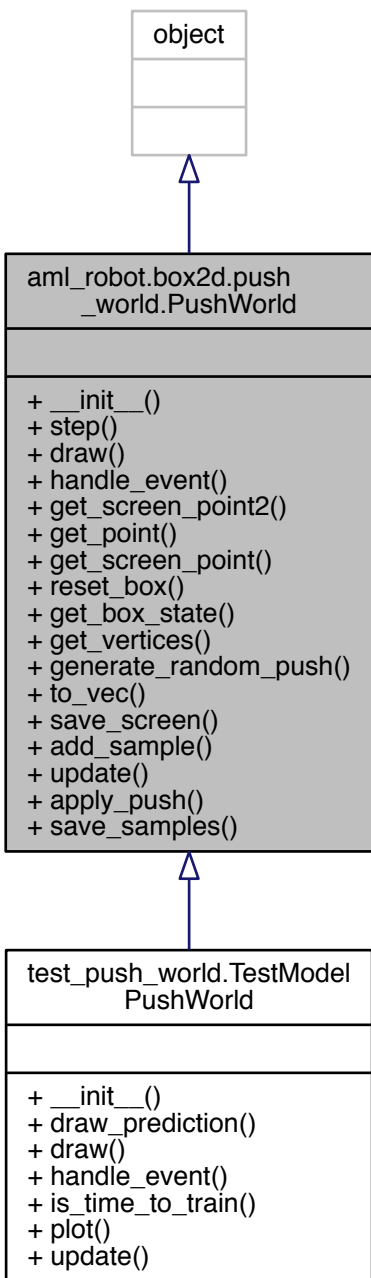 object
aml_robot.box2d.push
_world.PushWorld
+ __init__()
+ step()
+ draw()
+ handle_event()
+ get_screen_point2()
+ get_point()
+ get_screen_point()
+ reset_box()
+ get_box_state()
+ get_vertices()
+ generate_random_push()
+ to_vec()
+ save_screen()
+ add_sample()
+ update()
+ apply_push()
+ save_samples()
test_push_world.TestModel
PushWorld
+ __init__()
+ draw_prediction()
+ draw()
+ handle_event()
+ is_time_to_train()
+ plot()
+ update()